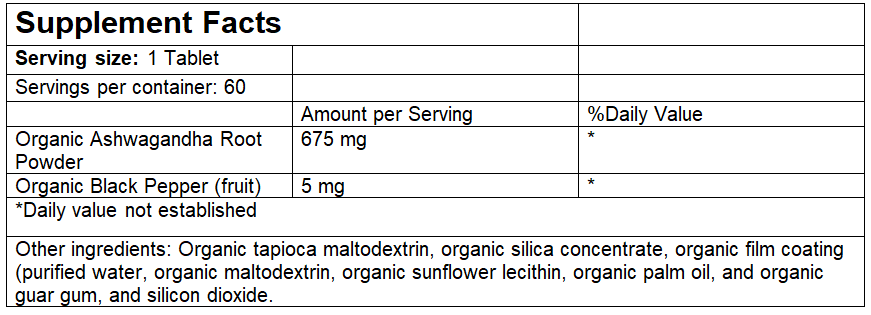 Supplement Facts
Serving size: 1 Tablet
Servings per container: 60
Amount per Serving %Daily Value
Organic Ashwagandha Root 675 mg *
Powder
Organic Black Pepper (fruit) 5 mg *
*Daily value not established
Other ingredients: Organic tapioca maltodextrin, organic silica concentrate, organic film coating
(purified water, organic maltodextrin, organic sunflower lecithin, organic palm oil, and organic
guar gum, and silicon dioxide.